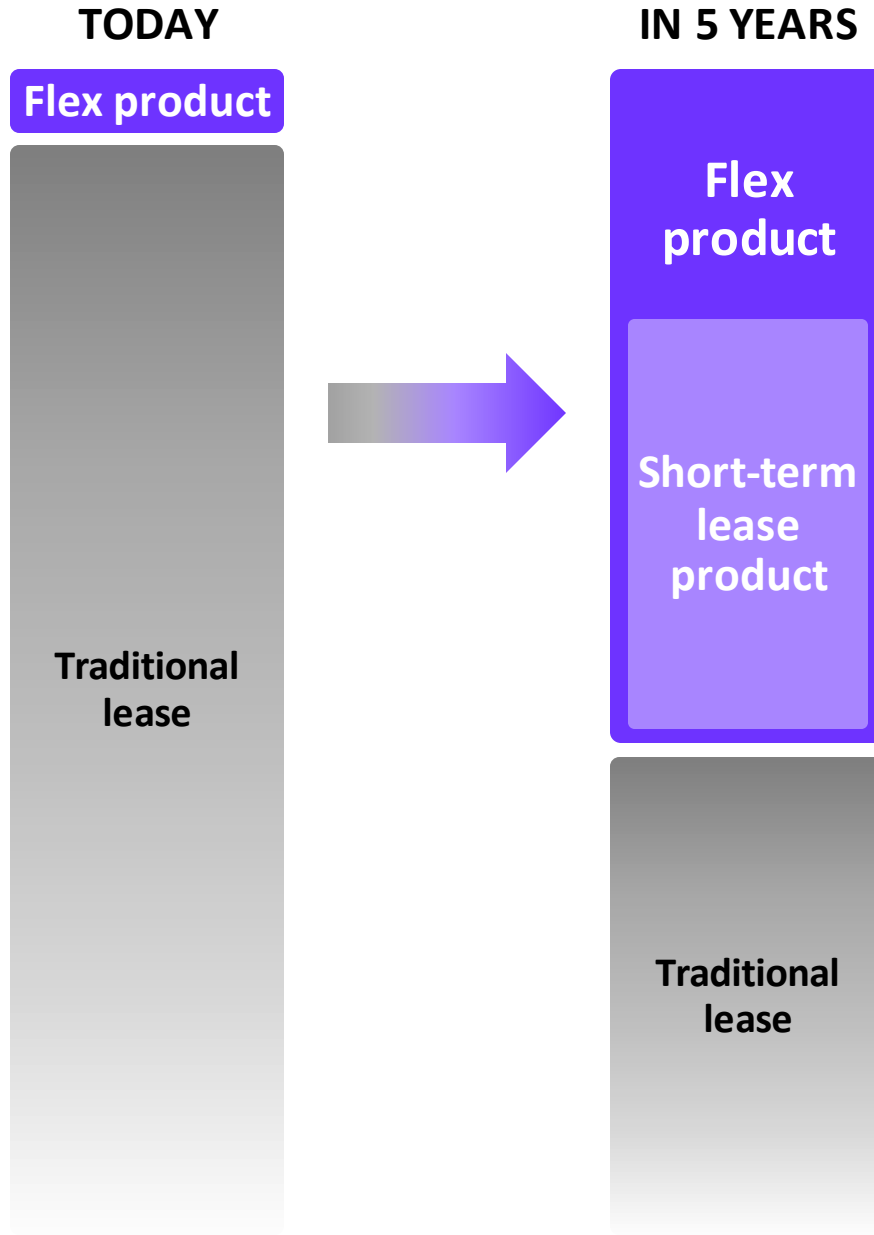 TODAY
Flex product
Traditional
lease
IN 5 YEARS
Flex
product
Short-term
lease
product
Traditional
lease